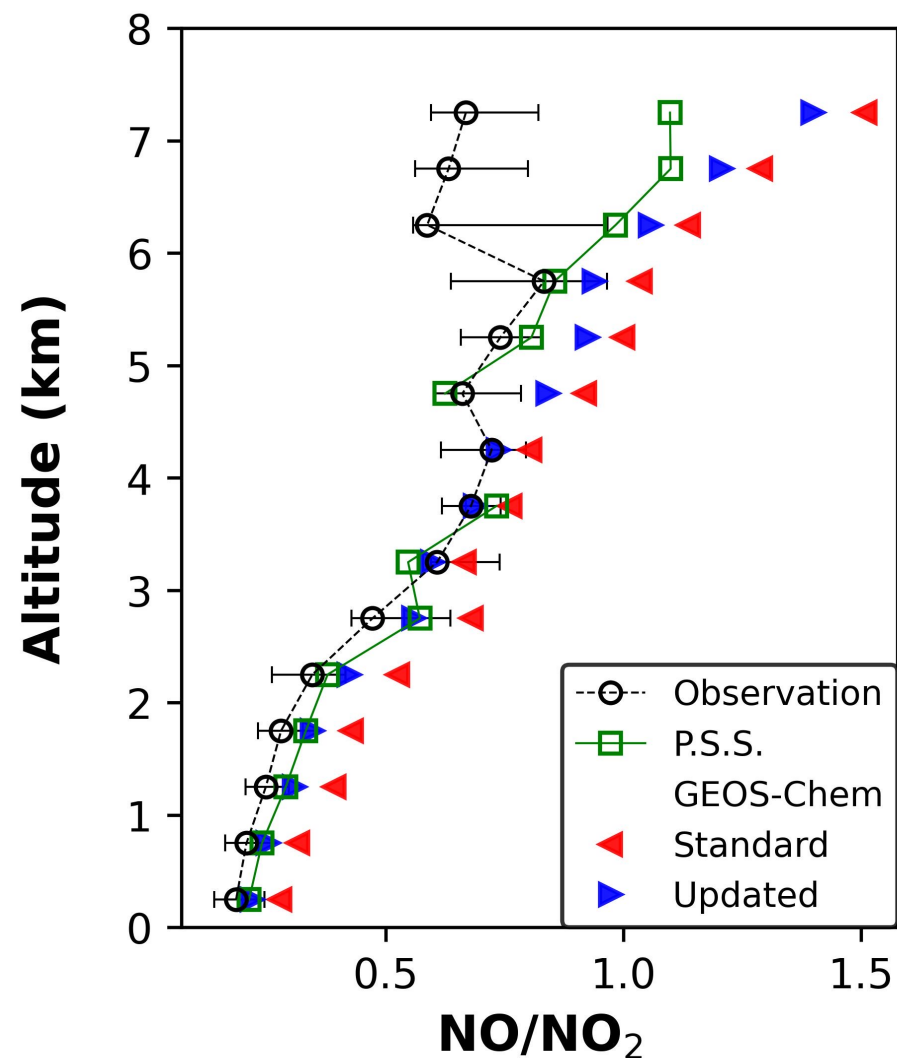 8
7
6
5
4
3
2
1
0
Altitude (km)
Observation
P.S.S.
GEOS-Chem
Standard
Updated
0.5 1.0 1.5
NO/NO₂